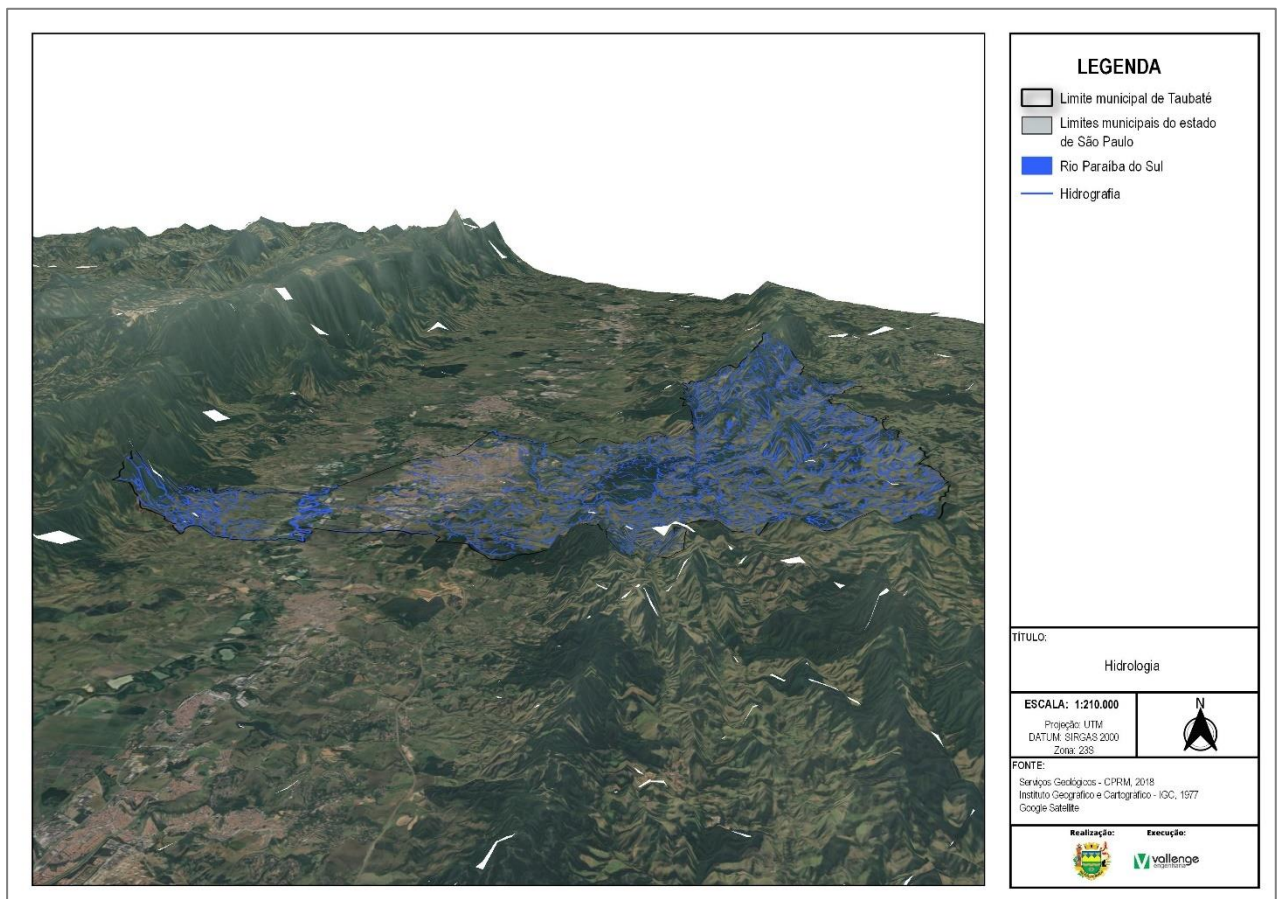 LEGENDA
Limite municipal de Taubaté
Limites municipais do estado
de São Paulo
Rio Paraíba do Sul
Hidrografia
TÍTULO:
Hidrologia
ESCALA: 1:210.000
Projeção: UTM
DATUM: SIRGAS 2000
Zona: 23S
N
FONTE:
Serviços Geológicos - CPRM, 2018
Instituto Geográfico e Cartográfico - IGC, 1977
Google Satellite
Realização:
Execução:
vallenge
engenharia